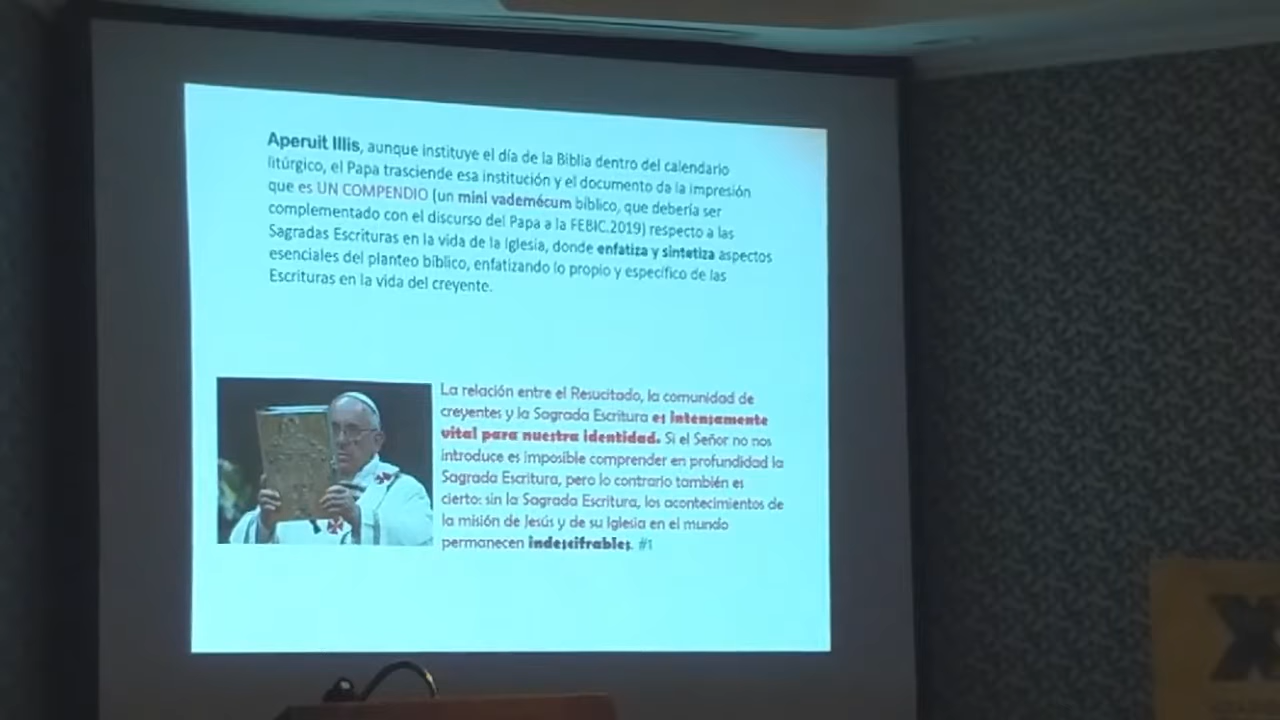 Aperuit Illis, aunque instituye el día de la Biblia dentro del calendario
litúrgico, el Papa trasciende esa institución y el documento da la impresión
que es UN COMPENDIO (un mini vademécum bíblico, que debería ser
complementado con el discurso del Papa a la FEBIC.2019) respecto a las
Sagradas Escrituras en la vida de la Iglesia, donde enfatiza y sintetiza aspectos
esenciales del planteo bíblico, enfatizando lo propio y específico de las
Escrituras en la vida del creyente.
La relación entre el Resucitado, la comunidad de
creyentes y la Sagrada Escritura es intensamente
vital para nuestra identidad. Si el Señor no nos
introduce es imposible comprender en profundidad la
Sagrada Escritura, pero lo contrario también es
cierto: sin la Sagrada Escritura, los acontecimientos de
la misión de Jesús y de su Iglesia en el mundo
permanecen indescifrables. #1